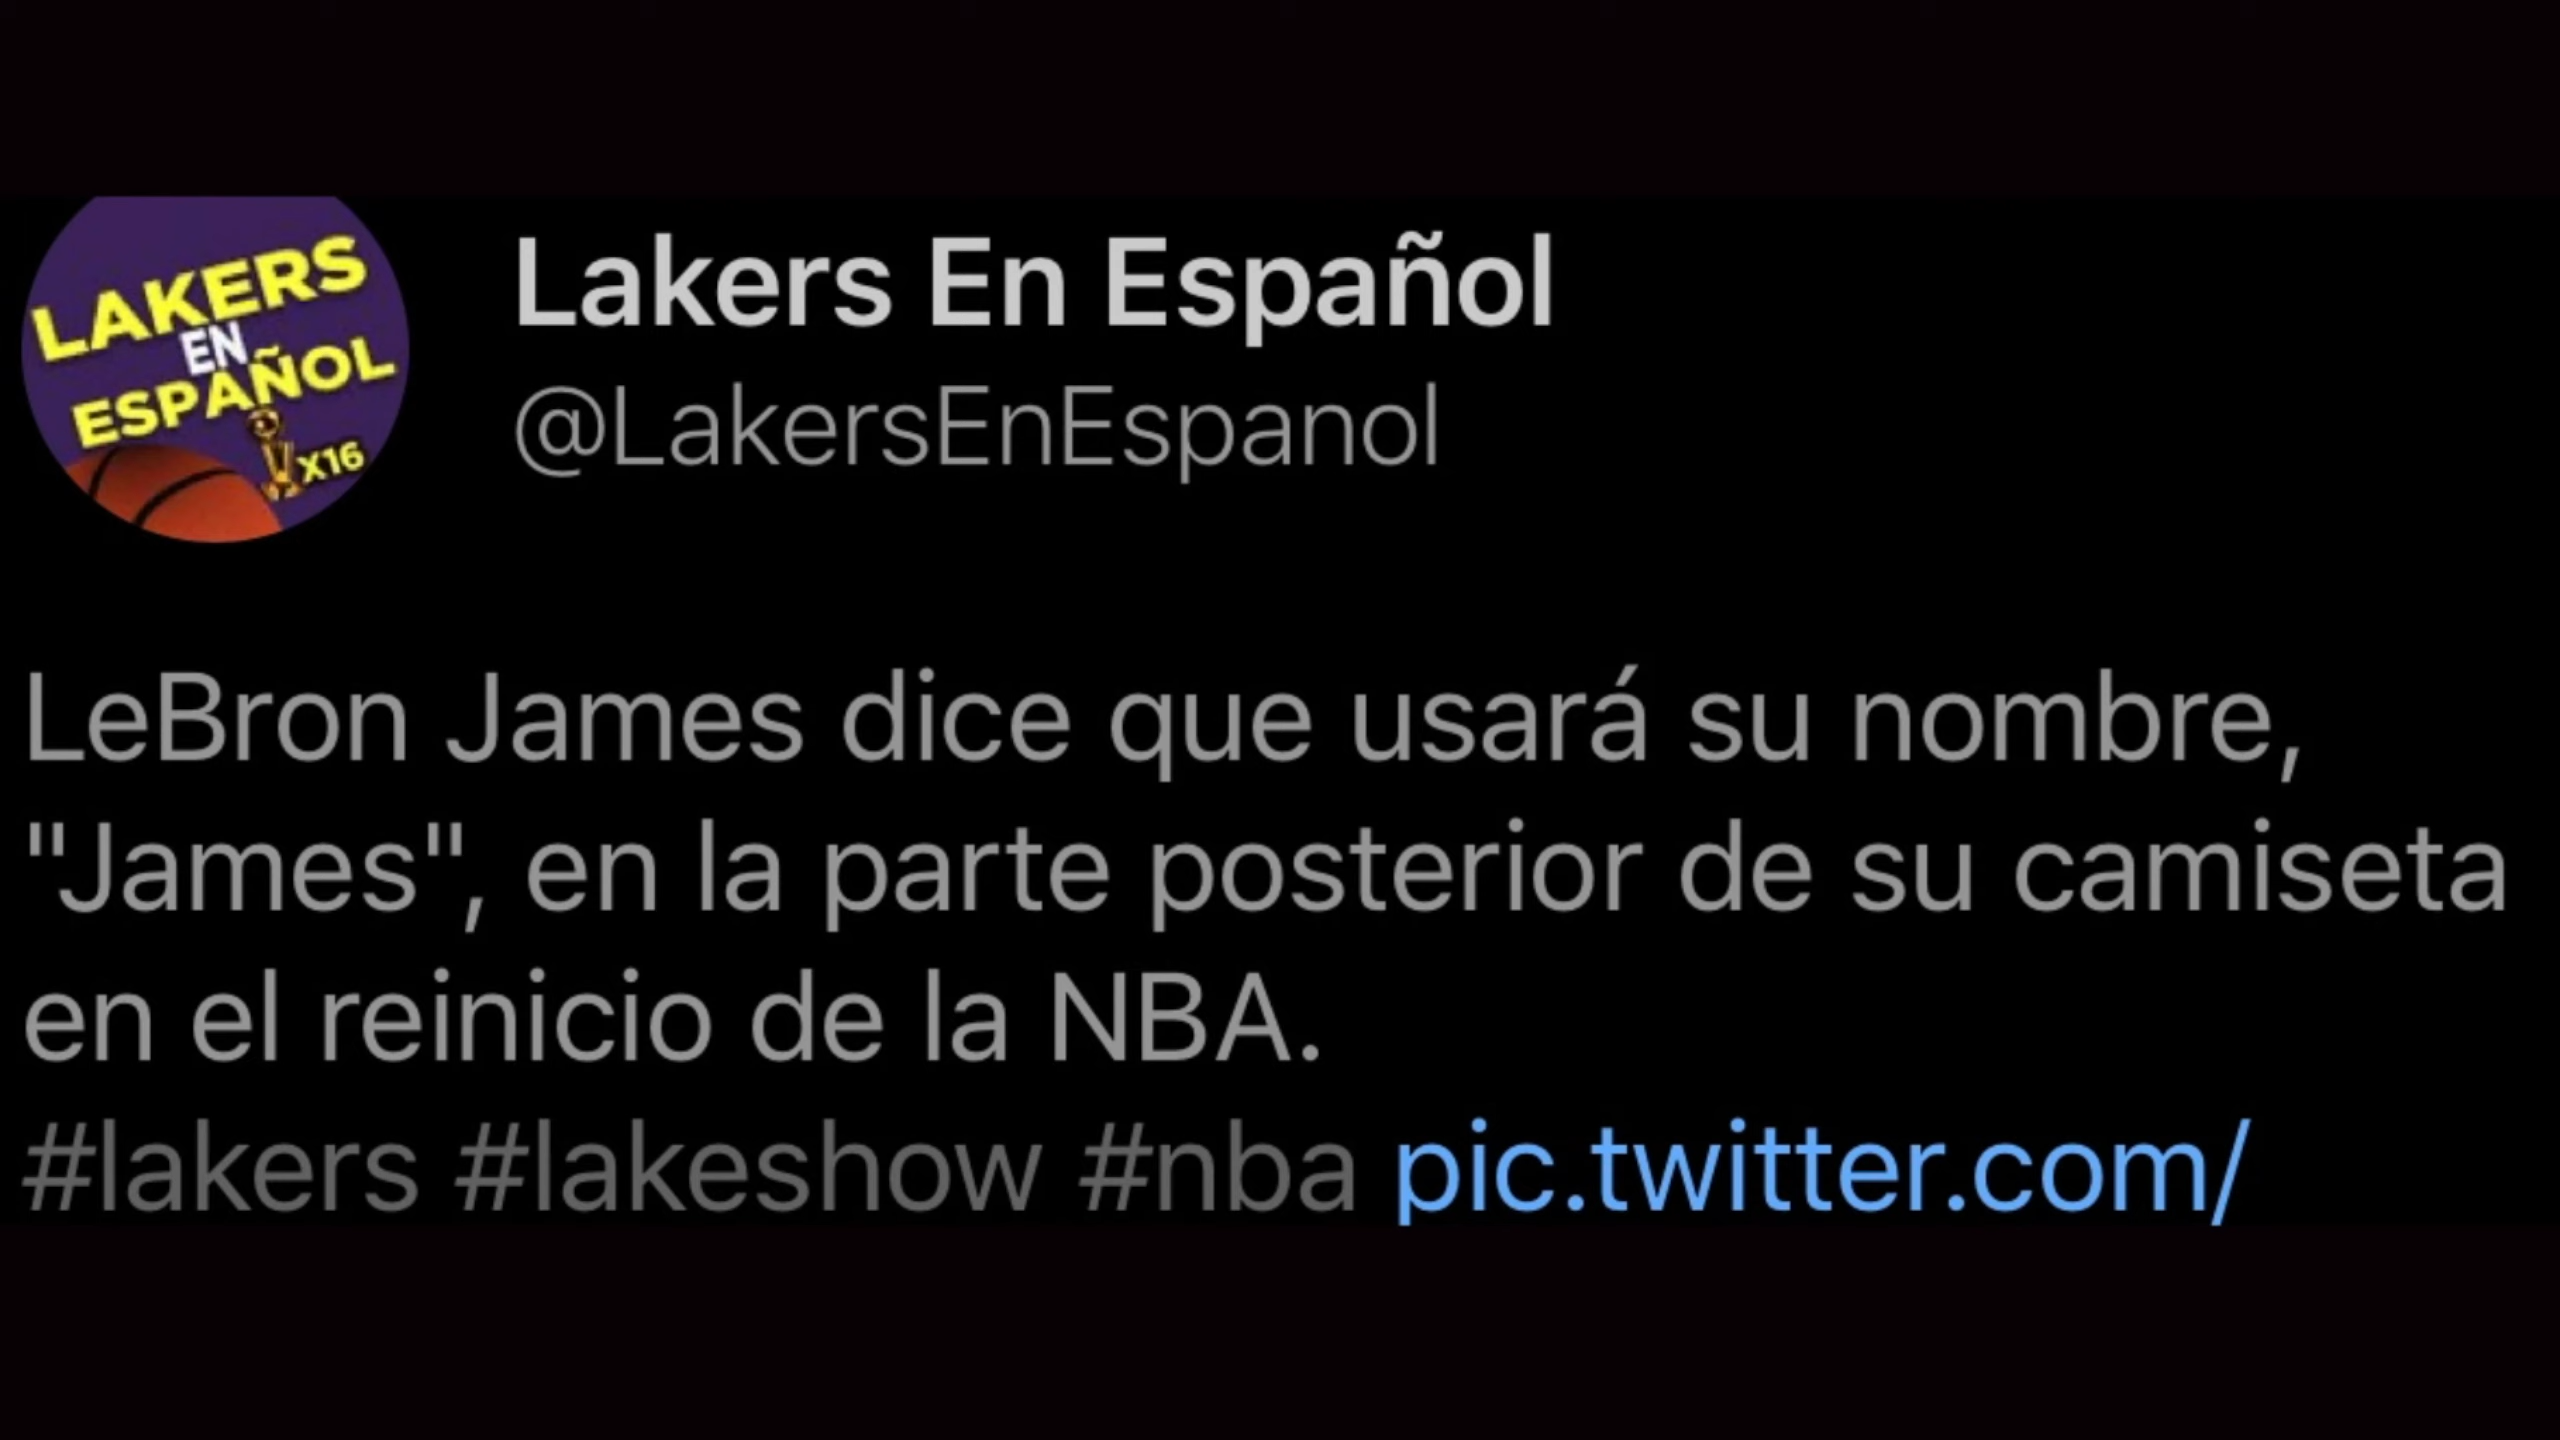 LAKERS
EN
ESPAÑOL
X16
Lakers En Español
@LakersEnEspanol
LeBron James dice que usará su nombre,
"James", en la parte posterior de su camiseta
en el reinicio de la NBA.
#lakers #lakeshow #nba pic.twitter.com/